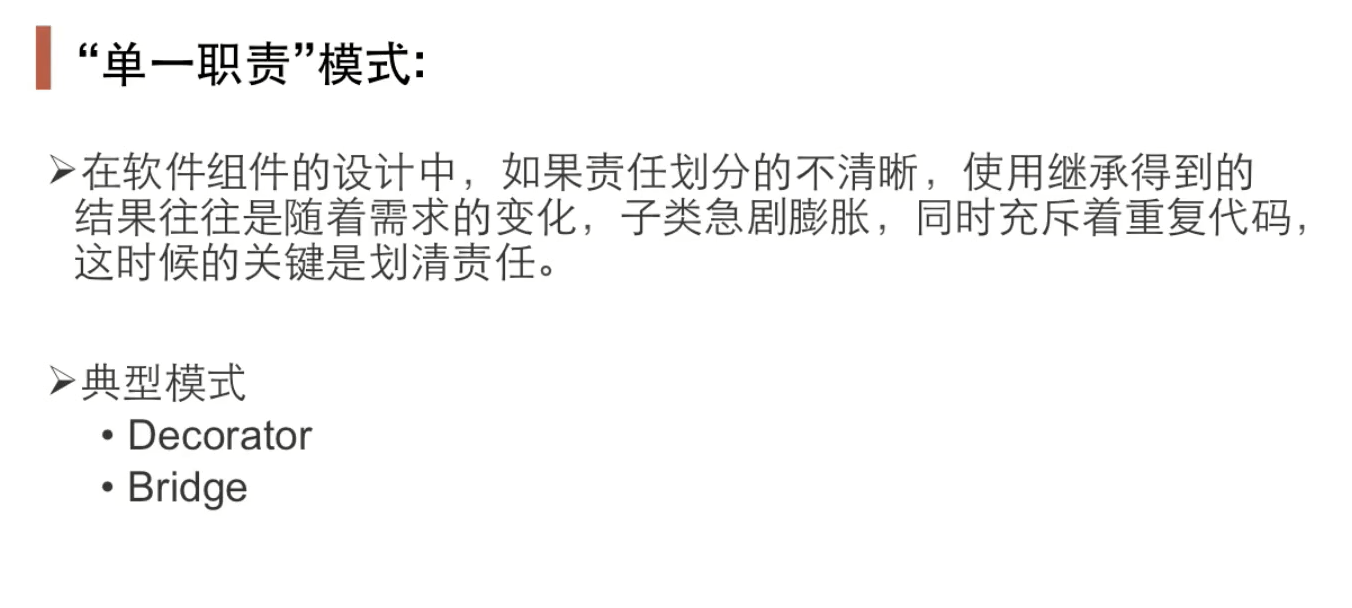 “单一职责”模式:
➢在软件组件的设计中，如果责任划分的不清晰，使用继承得到的
结果往往是随着需求的变化，子类急剧膨胀，同时充斥着重复代码，
这时候的关键是划清责任。
➢典型模式
• Decorator
• Bridge